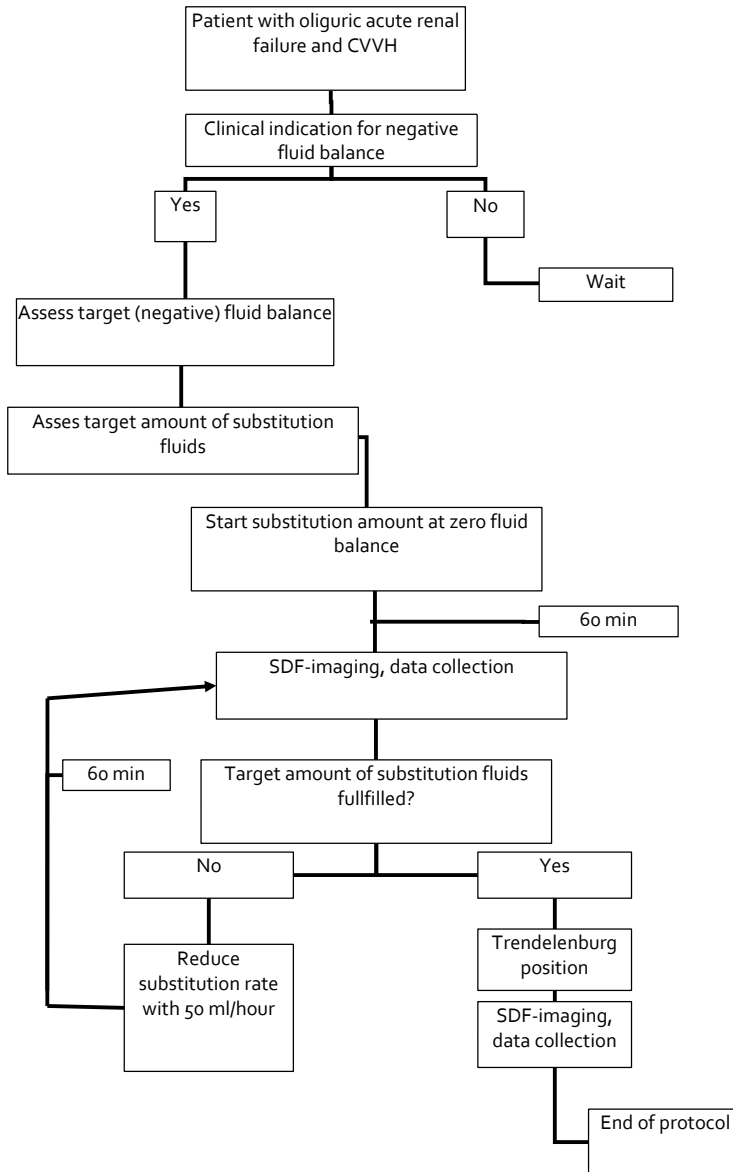 Patient with oliguric acute renal
failure and CVVH
Clinical indication for negative
fluid balance
Yes
No
Wait
Assess target (negative) fluid balance
Asses target amount of substitution
fluids
Start substitution amount at zero fluid
balance
60 min
SDF-imaging, data collection
60 min
Target amount of substitution fluids
fullfilled?
No
Yes
Reduce
substitution rate
with 50 ml/hour
Trendelenburg
position
SDF-imaging,
data collection
End of protocol